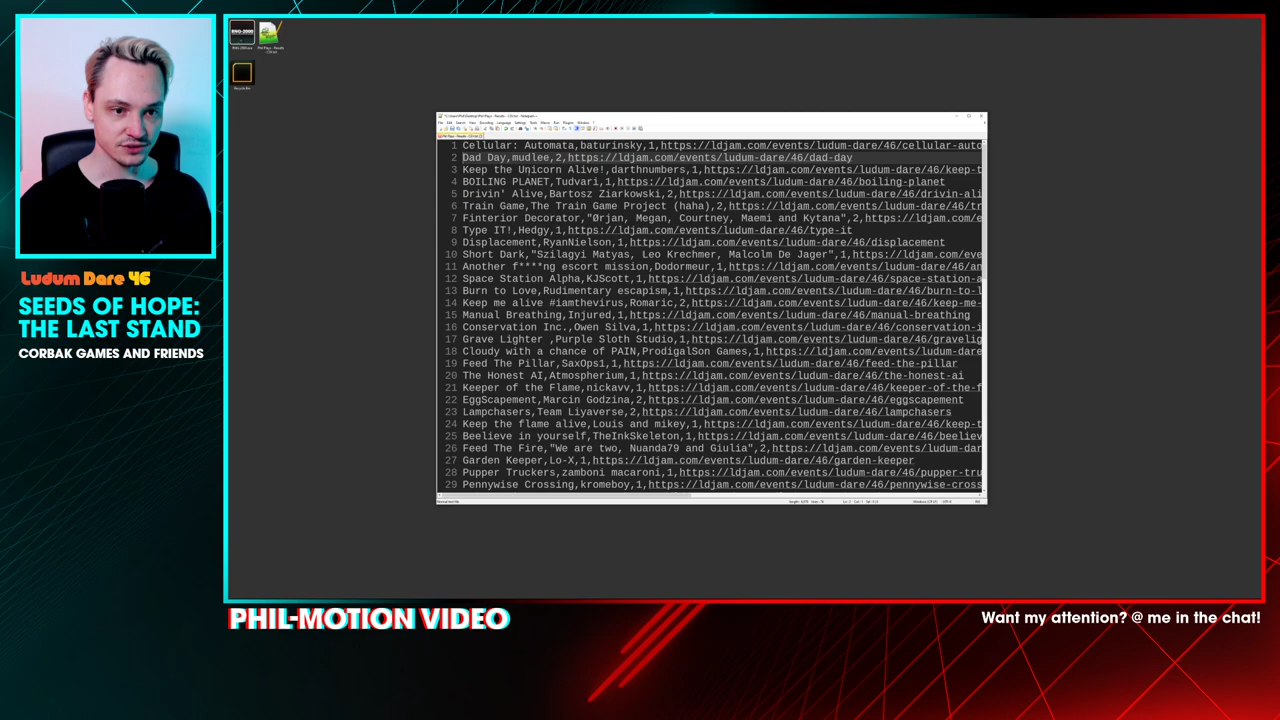 Ludum Dare 46
SEEDS OF HOPE:
THE LAST STAND
CORBAK GAMES AND FRIENDS
File Edit Search View Encoding Language Settings Tools Macro Run Plugins Window ?
1 Cellular: Automata,baturinsky,1,https://ldjam.com/events/ludum-dare/46/cellular-auto
2 Dad Day,mudlee,2,https://ldjam.com/events/ludum-dare/46/dad-day
3 Keep the Unicorn Alive!,darthnumbers,1,https://ldjam.com/events/ludum-dare/46/keep-t
4 BOILING PLANET,Tudvari,1,https://ldjam.com/events/ludum-dare/46/boiling-planet
5 Drivin' Alive,Bartosz Ziarkowski,2,https://ldjam.com/events/ludum-dare/46/drivin-ali
6 Train Game,The Train Game Project (haha),2,https://ldjam.com/events/ludum-dare/46/tr
7 Finterior Decorator,"Ørjan, Megan, Courtney, Maemi and Kytana",2,https://ldjam.com/e
8 Type IT!,Hedgy,1,https://ldjam.com/events/ludum-dare/46/type-it
9 Displacement,RyanNielson,1,https://ldjam.com/events/ludum-dare/46/displacement
10 Short Dark,"Szilagyi Matyas, Leo Krechmer, Malcolm De Jager",1,https://ldjam.com/eve
11 Another f****ng escort mission,Dodormeur,1,https://ldjam.com/events/ludum-dare/46/an
12 Space Station Alpha,KJScott,1,https://ldjam.com/events/ludum-dare/46/space-station-a
13 Burn to Love,Rudimentary escapism,1,https://ldjam.com/events/ludum-dare/46/burn-to-l
14 Keep me alive #iamthevirus,Romaric,2,https://ldjam.com/events/ludum-dare/46/keep-me-
15 Manual Breathing,Injured,1,https://ldjam.com/events/ludum-dare/46/manual-breathing
16 Conservation Inc.,Owen Silva,1,https://ldjam.com/events/ludum-dare/46/conservation-i
17 Grave Lighter ,Purple Sloth Studio,1,https://ldjam.com/events/ludum-dare/46/gravelig
18 Cloudy with a chance of PAIN,ProdigalSon Games,1,https://ldjam.com/events/ludum-dare
19 Feed The Pillar,SaxOps1,1,https://ldjam.com/events/ludum-dare/46/feed-the-pillar
20 The Honest AI,Atmospherium,1,https://ldjam.com/events/ludum-dare/46/the-honest-ai
21 Keeper of the Flame,nickavv,1,https://ldjam.com/events/ludum-dare/46/keeper-of-the-f
22 EggScapement,Marcin Godzina,2,https://ldjam.com/events/ludum-dare/46/eggscapement
23 Lampchasers,Team Liyaverse,2,https://ldjam.com/events/ludum-dare/46/lampchasers
24 Keep the flame alive,Louis and mikey,1,https://ldjam.com/events/ludum-dare/46/keep-t
25 Beelieve in yourself,TheInkSkeleton,1,https://ldjam.com/events/ludum-dare/46/beeliev
26 Feed The Fire,"We are two, Nuanda79 and Giulia",2,https://ldjam.com/events/ludum-dar
27 Garden Keeper,Lo-X,1,https://ldjam.com/events/ludum-dare/46/garden-keeper
28 Pupper Truckers,zamboni macaroni,1,https://ldjam.com/events/ludum-dare/46/pupper-tru
29 Pennywise Crossing,kromeboy,1,https://ldjam.com/events/ludum-dare/46/pennywise-cross
PHIL-MOTION VIDEO
Want my attention? @ me in the chat!